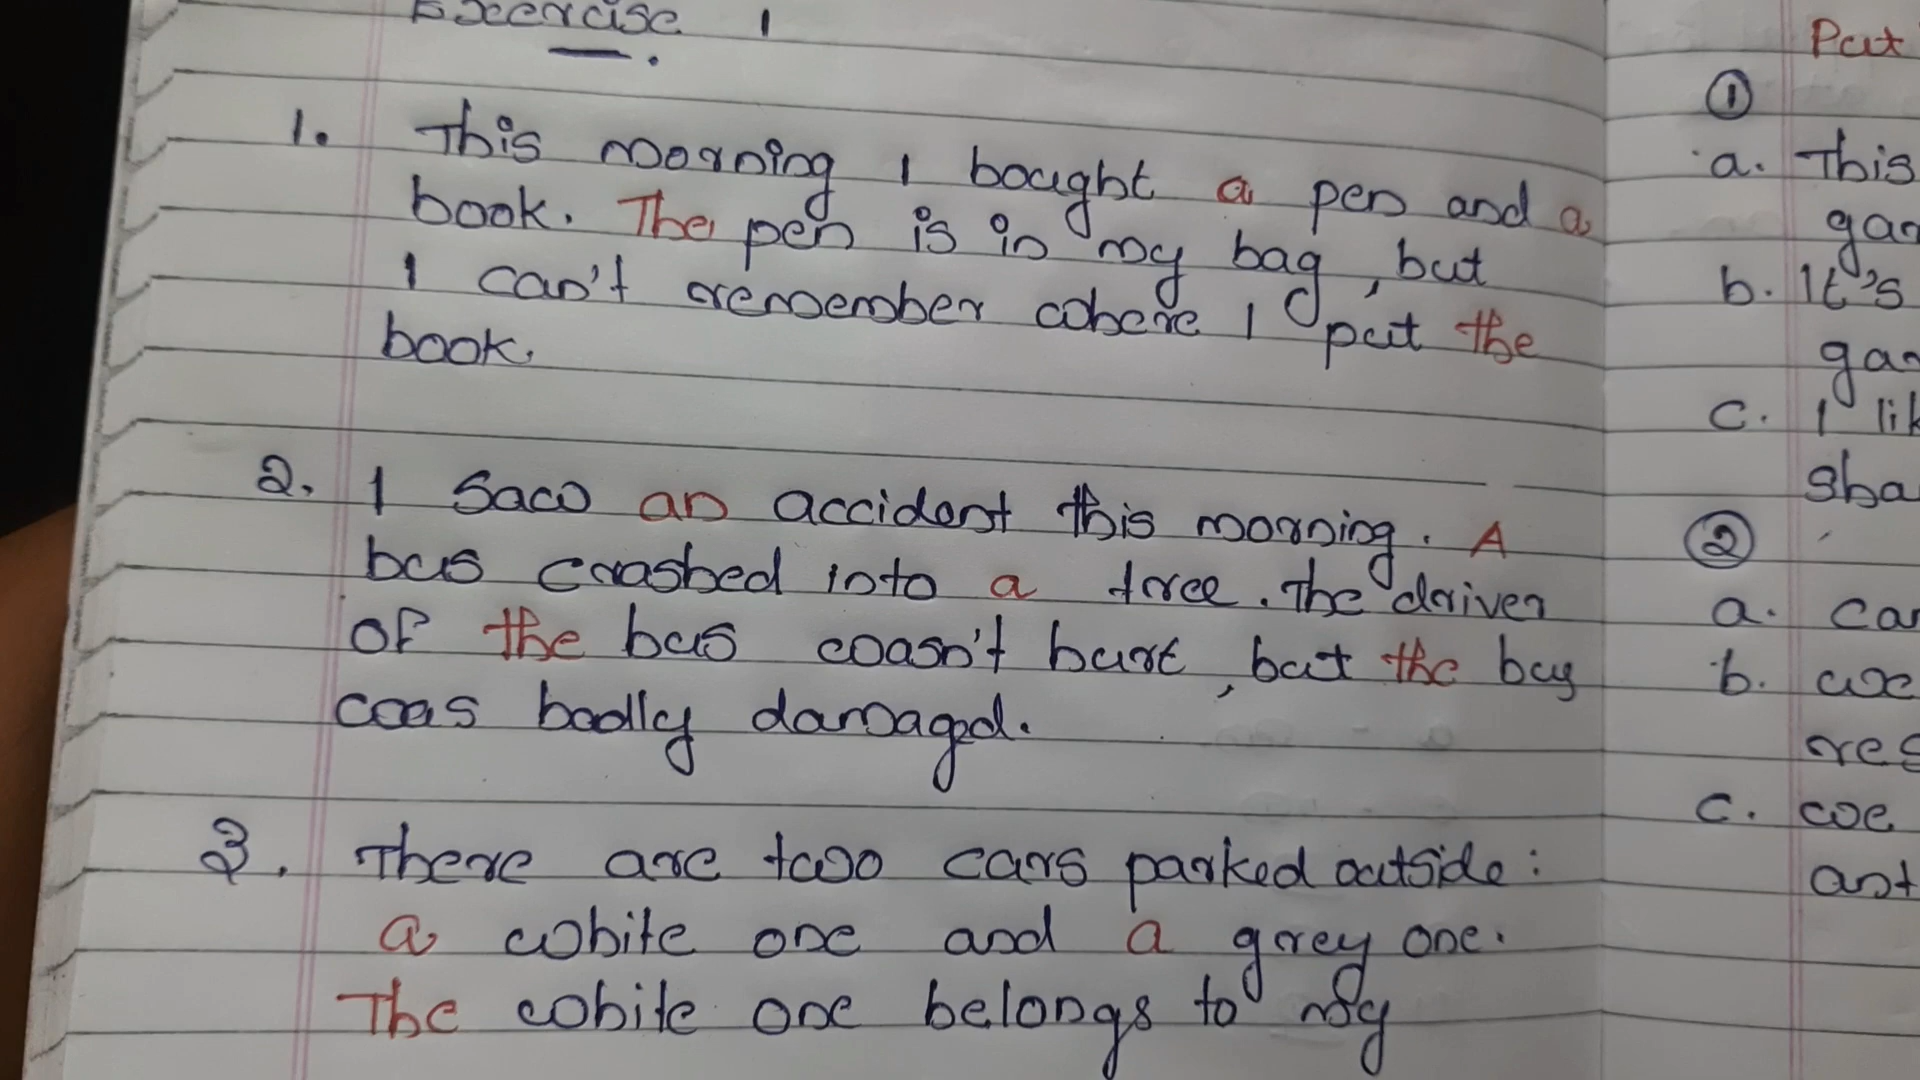 Exercise 1
1. This morning I bought a pen and a
book. The pen is in my bag, but
I can't remember where I put the
book.
2. I saw an accident this morning. A
bus crashed into a tree. The driver
of the bus wasn't hurt, but the bus
was badly damaged.
3. There are two cars parked outside:
a white one and a grey one.
The white one belongs to my
Put
①
a. This
b. It's
c. I
②
a.
b.
c. we